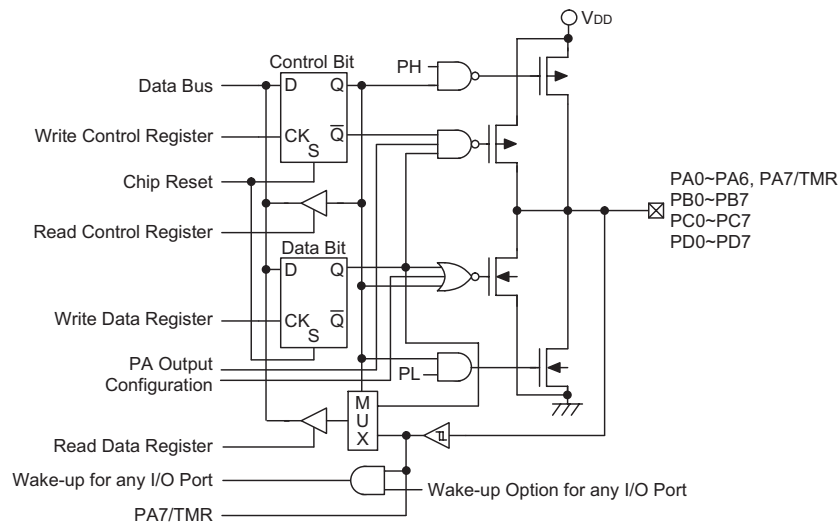 VDD
Control Bit
PH
Data Bus
D
Q
Write Control Register
CK
Q
S
Chip Reset
PA0~PA6, PA7/TMR
PB0~PB7
PC0~PC7
PD0~PD7
Read Control Register
Data Bit
D
Q
Write Data Register
CK
Q
S
PA Output
Configuration
PL
M
U
X
Read Data Register
Wake-up for any I/O Port
Wake-up Option for any I/O Port
PA7/TMR